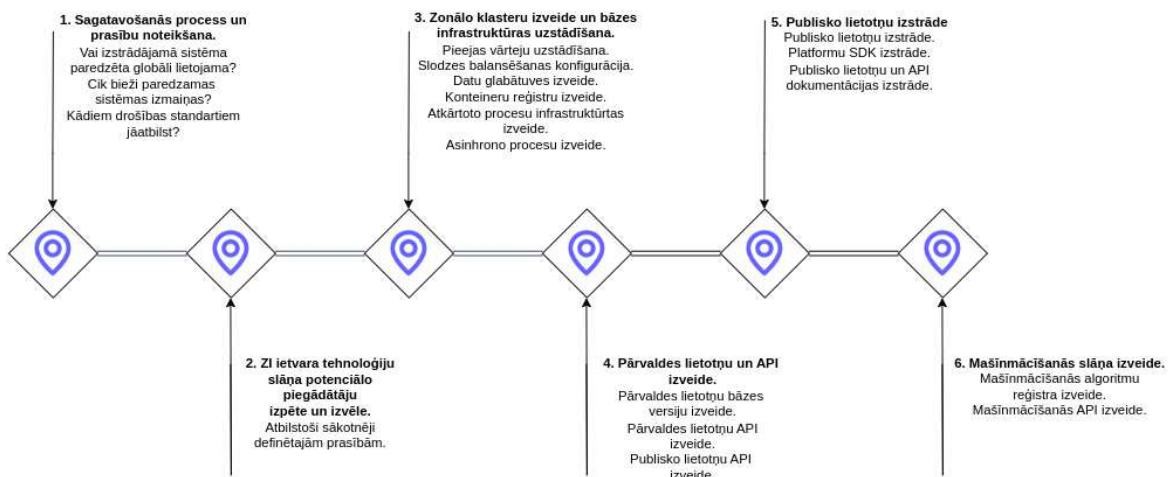 1. Sagatavošanās process un
prasību noteikšana.
Vai izstrādājamā sistēma
paredzēta globāli lietojama?
Cik bieži paredzamas
sistēmas izmaiņas?
Kādiem drošības standartiem
jāatbilst?
2. ZI ietvara tehnoloģiju
slāņa potenciālo
piegādātāju
izpēte un izvēle.
Atbilstoši sākotnēji
definētajām prasībām.
3. Zonālo klasteru izveide un bāzes
infrastruktūras uzstādīšana.
Pieejas vārteju uzstādīšana.
Slodzes balansēšanas konfigurācija.
Datu glabātuves izveide.
Konteineru reģistru izveide.
Atkārtoto procesu infrastruktūrtas
izveide.
Asinhrono procesu izveide.
4. Pārvaldes lietotņu un API
izveide.
Pārvaldes lietotņu bāzes
versiju izveide.
Pārvaldes lietotņu API
izveide.
Publisko lietotņu API
izveide
5. Publisko lietotņu izstrāde
Publisko lietotņu izstrāde.
Platformu SDK izstrāde.
Publisko lietotņu un API
dokumentācijas izstrāde.
6. Mašīnmācīšanās slāņa izveide.
Mašīnmācīšanās algoritmu
reģistra izveide.
Mašīnmācīšanās API izveide.